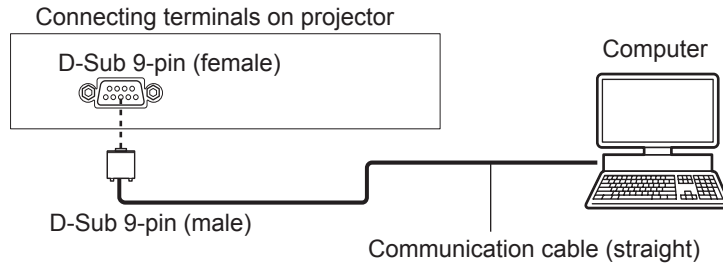 Connecting terminals on projector
D-Sub 9-pin (female)
Computer
D-Sub 9-pin (male)
Communication cable (straight)